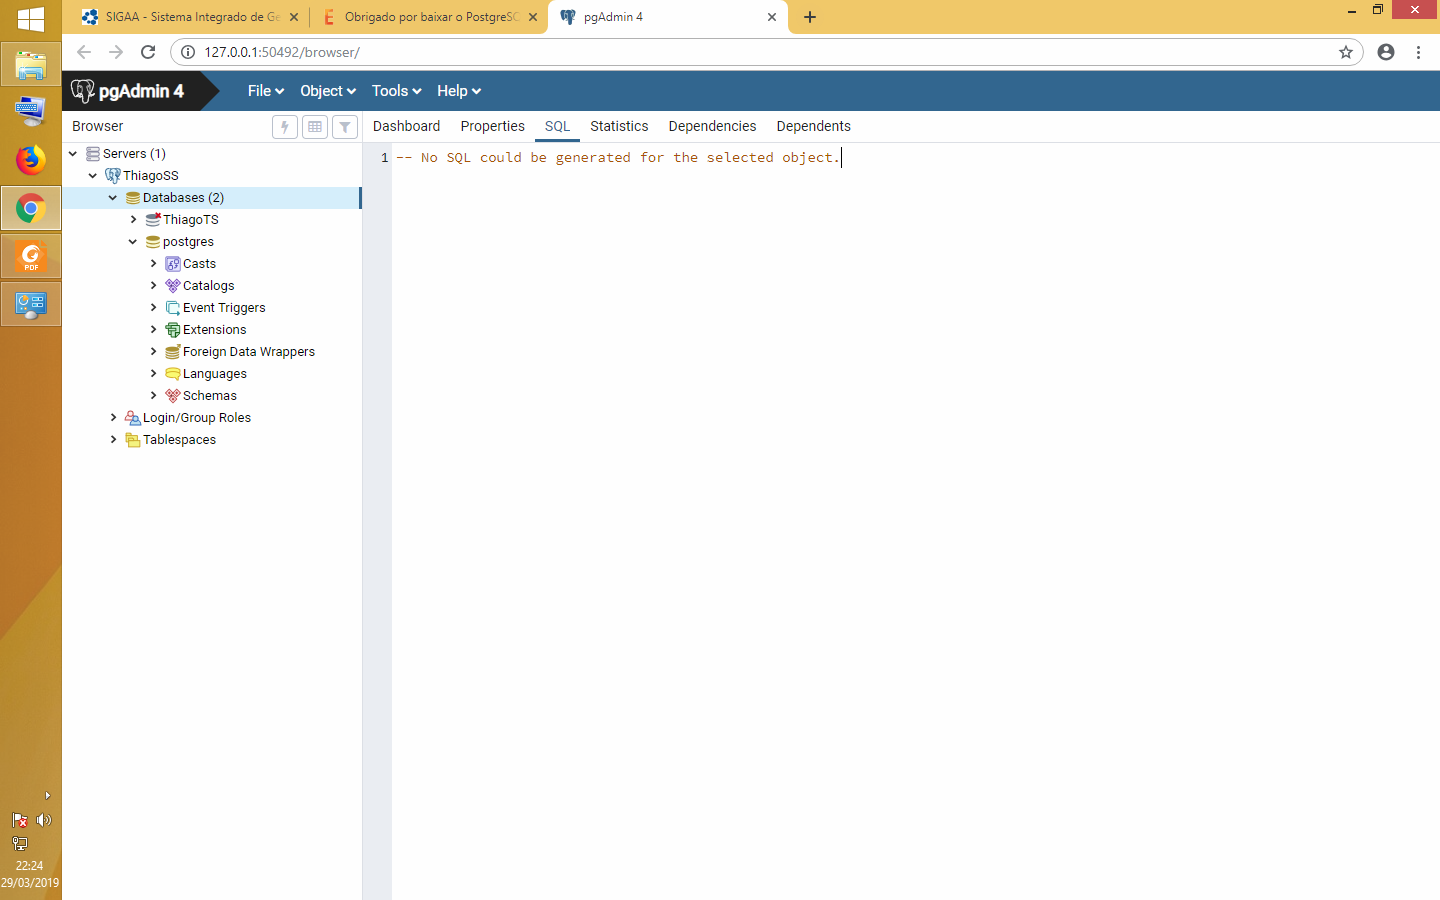 SIGAA - Sistema Integrado de Ge
Obrigado por baixar o PostgreSQ
pgAdmin 4
127.0.0.1:50492/browser/
pgAdmin 4
File
Object
Tools
Help
Browser
Dashboard
Properties
SQL
Statistics
Dependencies
Dependents
Servers (1)
ThiagoSS
Databases (2)
ThiagoTS
postgres
Casts
Catalogs
Event Triggers
Extensions
Foreign Data Wrappers
Languages
Schemas
Login/Group Roles
Tablespaces
1 -- No SQL could be generated for the selected object.
PDF
22:24
29/03/2019